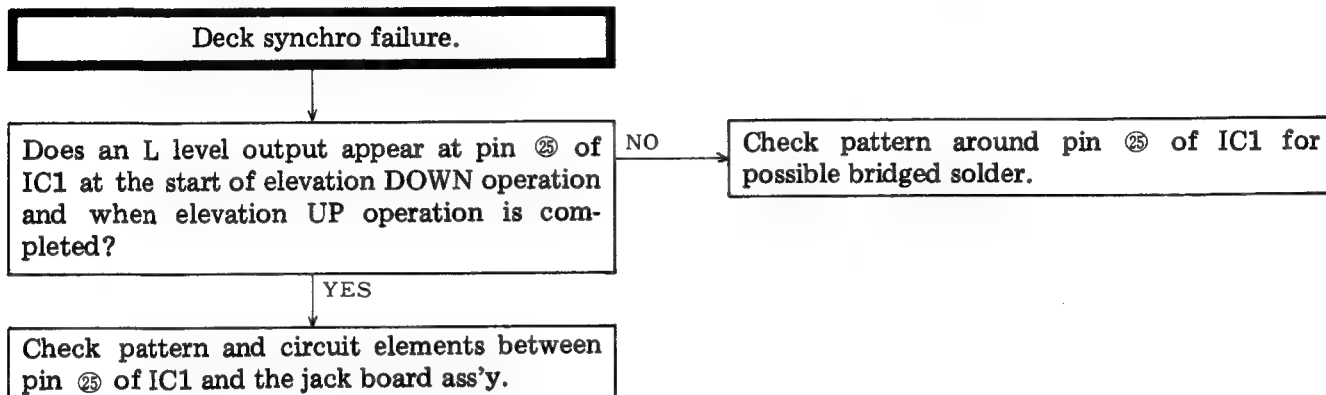 Deck synchro failure.
Does an L level output appear at pin ㉕ of
IC1 at the start of elevation DOWN operation
and when elevation UP operation is com-
pleted?
NO
Check pattern around pin ㉕ of IC1 for
possible bridged solder.
YES
Check pattern and circuit elements between
pin ㉕ of IC1 and the jack board ass'y.